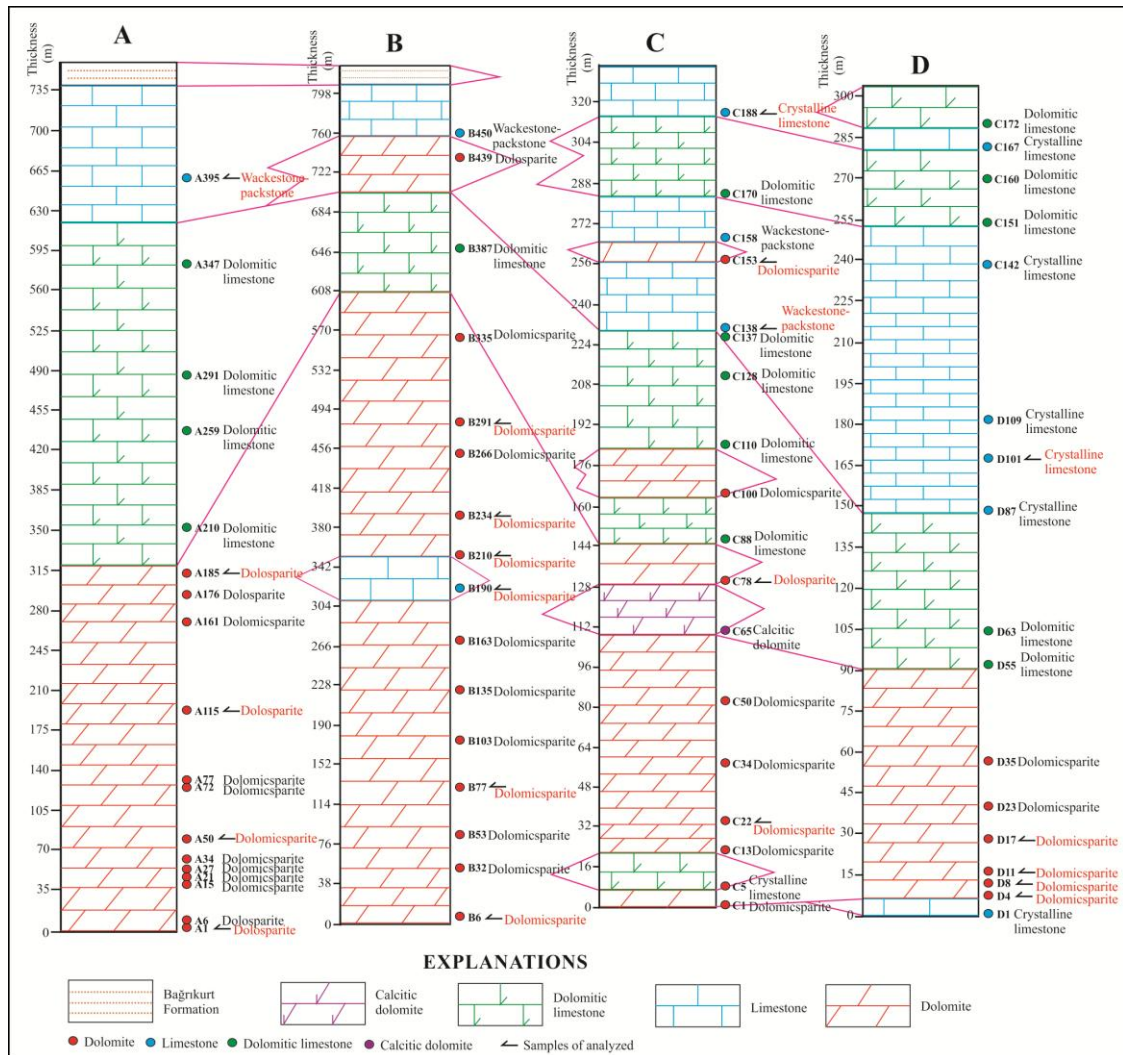 A
Thickness
(m)
735
700
665
630
595
560
525
490
455
420
385
350
315
280
245
210
175
140
105
70
35
0
A395 Wackestone-
packstone
A347 Dolomitic
limestone
A291 Dolomitic
limestone
A259 Dolomitic
limestone
A210 Dolomitic
limestone
A185 Dolosparite
A176 Dolosparite
A161 Dolomicsparite
A115 Dolosparite
A77 Dolomicsparite
A72 Dolomicsparite
A50 Dolomicsparite
A34 Dolomicsparite
A27 Dolomicsparite
A21 Dolomicsparite
A15 Dolomicsparite
A6 Dolosparite
A1 Dolosparite
B
Thickness
(m)
798
760
722
684
646
608
570
532
494
456
418
380
342
304
266
228
190
152
114
76
38
0
B450 Wackestone-
packstone
B439 Dolosparite
B387 Dolomitic
limestone
B335 Dolomicsparite
B291 Dolomicsparite
B266 Dolomicsparite
B234 Dolomicsparite
B210 Dolomicsparite
B190 Dolomicsparite
B163 Dolomicsparite
B135 Dolomicsparite
B103 Dolomicsparite
B77 Dolomicsparite
B53 Dolomicsparite
B32 Dolomicsparite
B6 Dolomicsparite
C
Thickness
(m)
320
304
288
272
256
240
224
208
192
176
160
144
128
112
96
80
64
48
32
16
0
C188 Crystalline
limestone
C170 Dolomitic
limestone
C158 Wackestone-
packstone
C153 Dolomicsparite
C138 Wackestone-
packstone
C137 Dolomitic
limestone
C128 Dolomitic
limestone
C110 Dolomitic
limestone
C100 Dolomicsparite
C88 Dolomitic
limestone
C78 Dolosparite
C65 Calcitic
dolomite
C50 Dolomicsparite
C34 Dolomicsparite
C22 Dolomicsparite
C13 Dolomicsparite
C5 Crystalline
limestone
C1 Dolomicsparite
D
Thickness
(m)
300
285
270
255
240
225
210
195
180
165
150
135
120
105
90
75
60
45
30
15
0
C172 Dolomitic
limestone
C167 Crystalline
limestone
C160 Dolomitic
limestone
C151 Dolomitic
limestone
C142 Crystalline
limestone
D109 Crystalline
limestone
D101 Crystalline
limestone
D87 Crystalline
limestone
D63 Dolomitic
limestone
D55 Dolomitic
limestone
D35 Dolomicsparite
D23 Dolomicsparite
D17 Dolomicsparite
D11 Dolomicsparite
D8 Dolomicsparite
D4 Dolomicsparite
D1 Crystalline
limestone
EXPLANATIONS
Bağrıkurt
Formation
Calcitic
dolomite
Dolomitic
limestone
Limestone
Dolomite
Dolomite
Limestone
Dolomitic limestone
Calcitic dolomite
Samples of analyzed